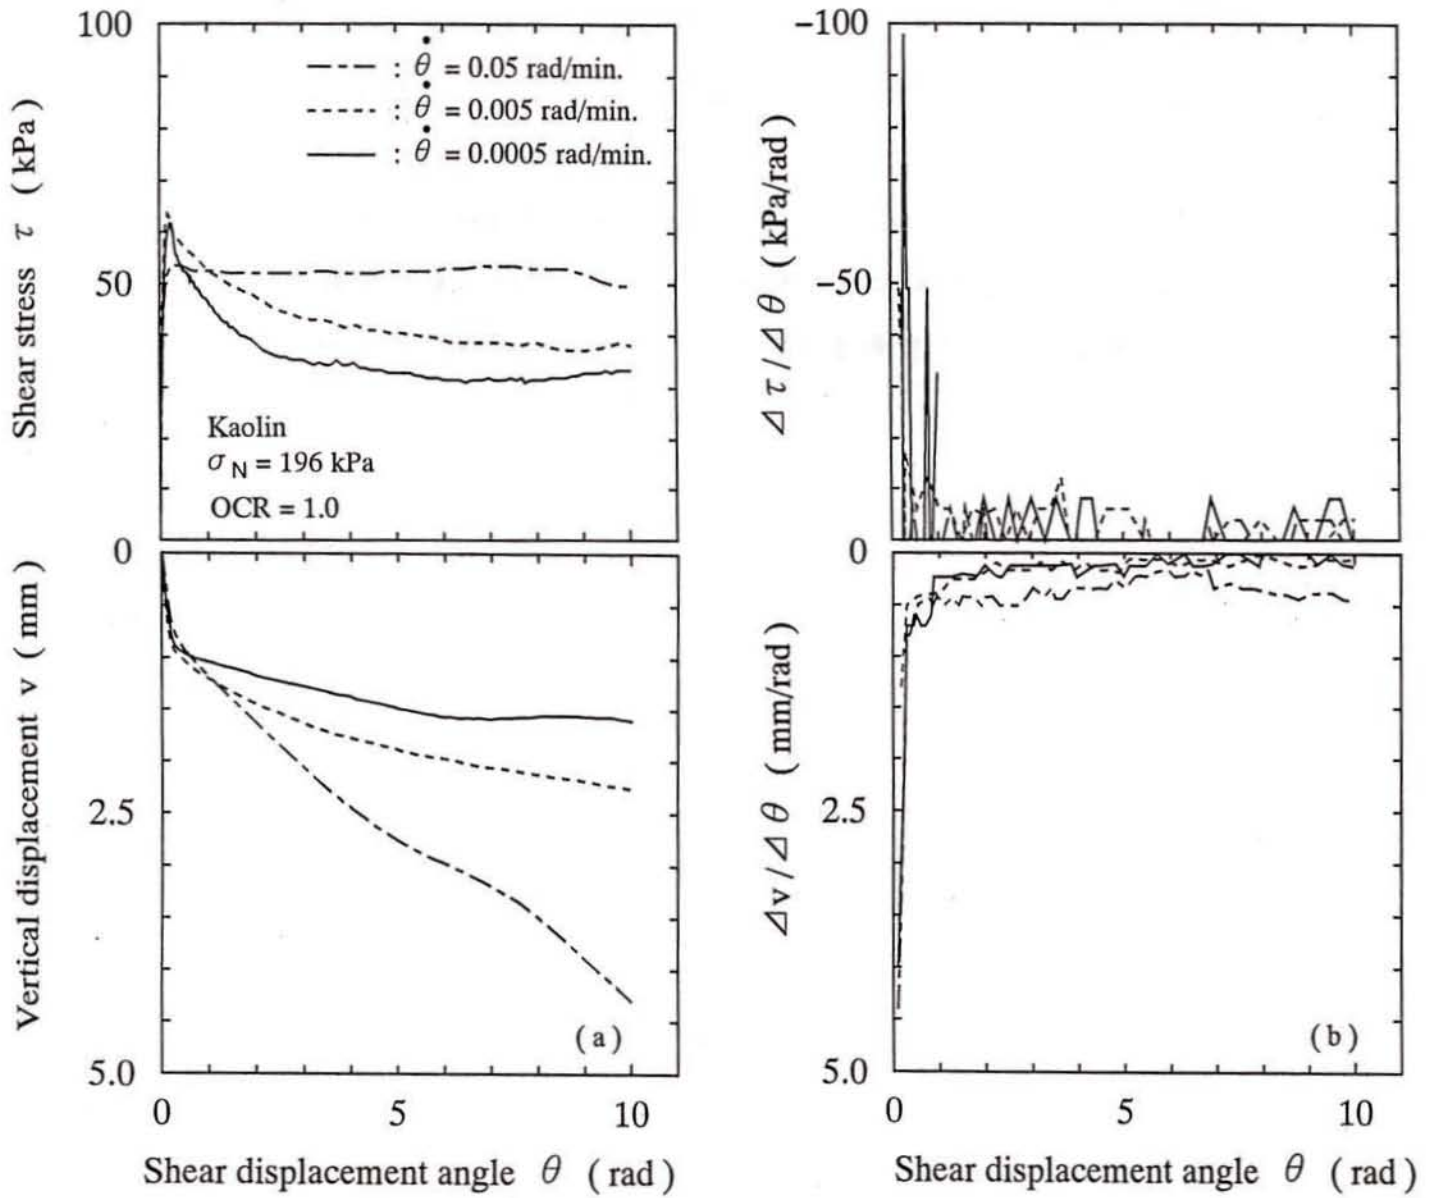 100
— - — : θ̇ = 0.05 rad/min.
------ : θ̇ = 0.005 rad/min.
—— : θ̇ = 0.0005 rad/min.
Shear stress τ ( kPa )
50
Kaolin
σ N = 196 kPa
OCR = 1.0
0
Vertical displacement v ( mm )
2.5
5.0
( a )
0 5 10
Shear displacement angle θ ( rad )
−100
Δτ/Δθ ( kPa/rad )
−50
0
Δv/Δθ ( mm/rad )
2.5
5.0
( b )
0 5 10
Shear displacement angle θ ( rad )